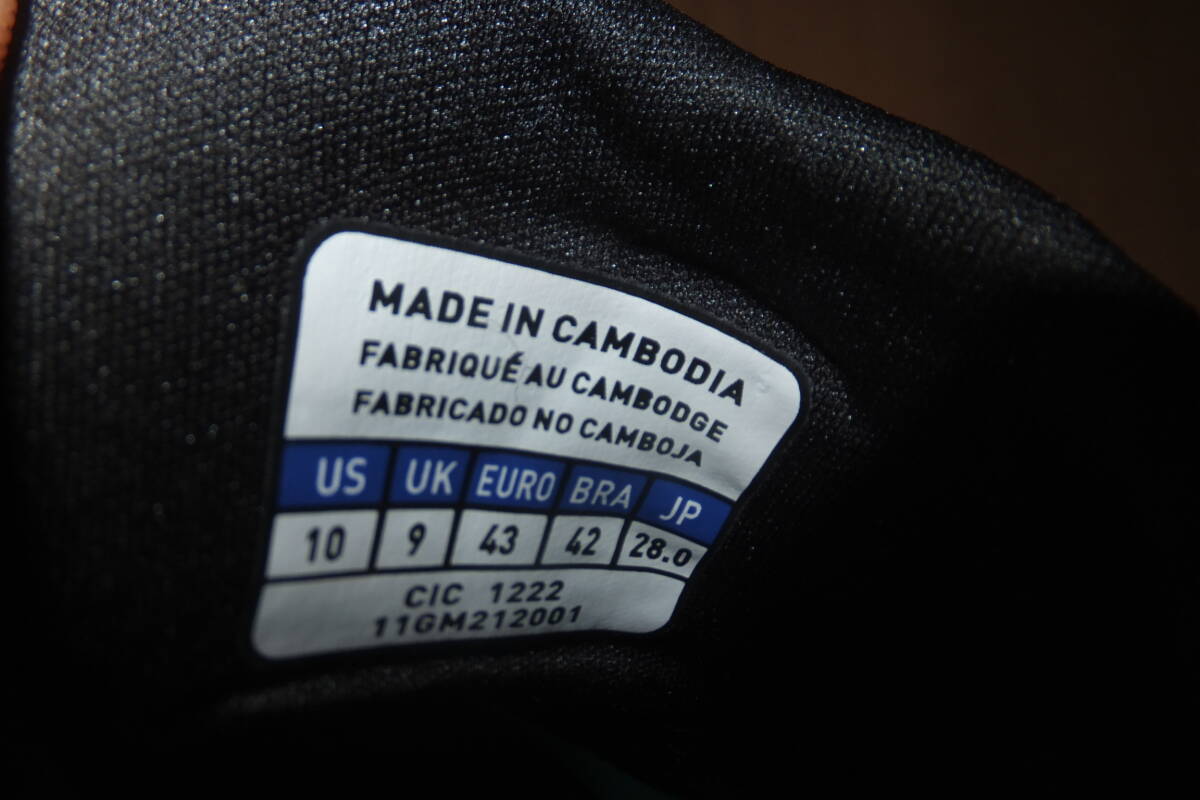 MADE IN CAMBODIA
FABRIQUÉ AU CAMBODGE
FABRICADO NO CAMBOJA
US UK EURO BRA JP
10 9 43 42 28.0
CIC 1222
11GM212001